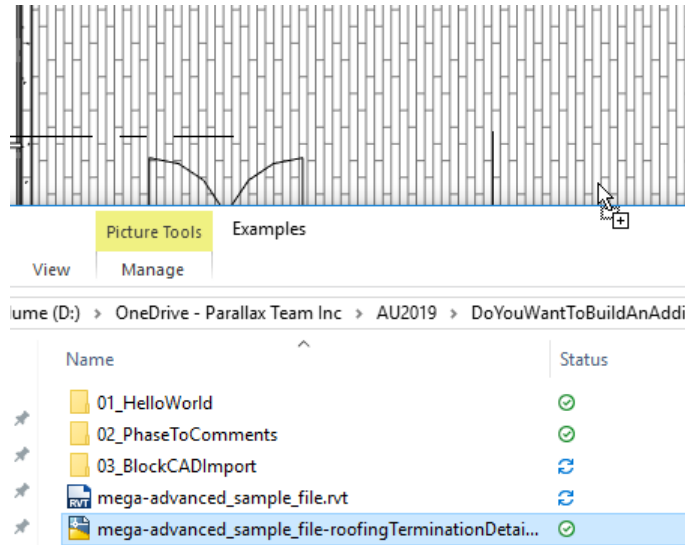 Picture Tools Examples
View Manage
lume (D:) > OneDrive - Parallax Team Inc > AU2019 > DoYouWantToBuildAnAddi
Name Status
01_HelloWorld
02_PhaseToComments
03_BlockCADImport
RVT mega-advanced_sample_file.rvt
mega-advanced_sample_file-roofingTerminationDetai...